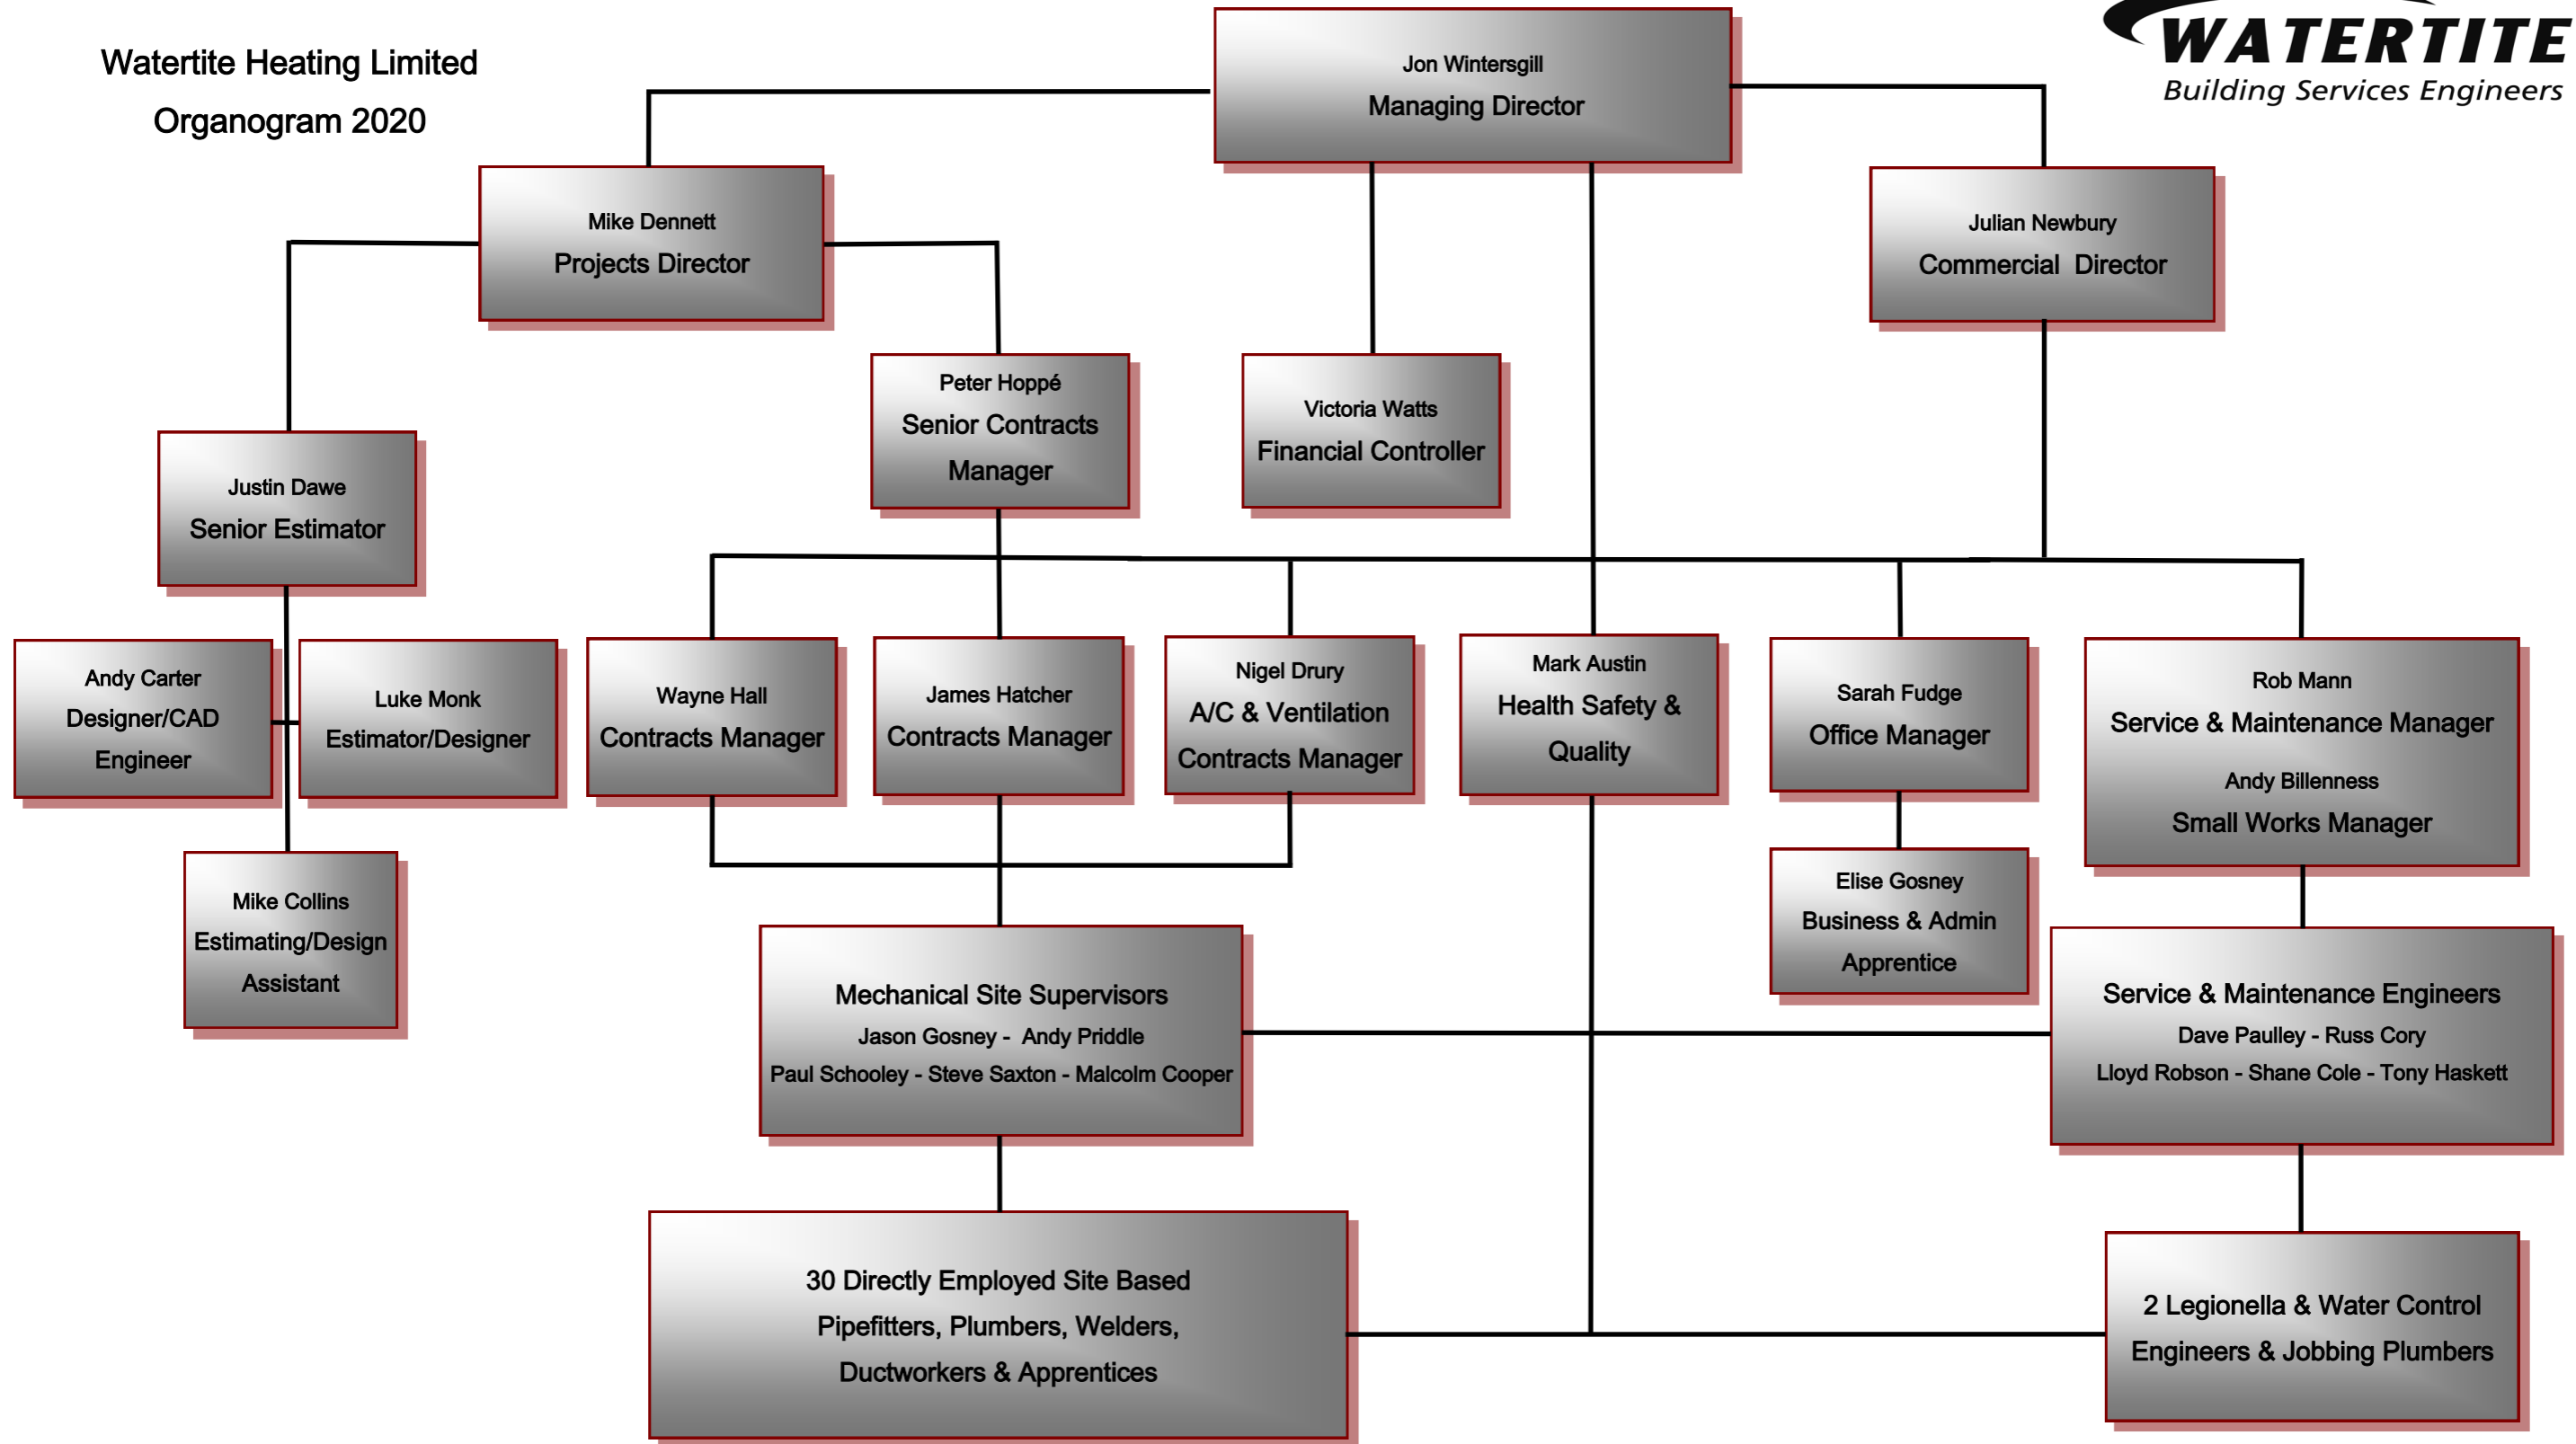 Watertite Heating Limited
Organogram 2020
WATERTITE
Building Services Engineers
Jon Wintersgill
Managing Director
Mike Dennett
Projects Director
Julian Newbury
Commercial  Director
Peter Hoppé
Senior Contracts
Manager
Victoria Watts
Financial Controller
Justin Dawe
Senior Estimator
Andy Carter
Designer/CAD
Engineer
Luke Monk
Estimator/Designer
Wayne Hall
Contracts Manager
James Hatcher
Contracts Manager
Nigel Drury
A/C & Ventilation
Contracts Manager
Mark Austin
Health Safety &
Quality
Sarah Fudge
Office Manager
Rob Mann
Service & Maintenance Manager
Andy Billenness
Small Works Manager
Mike Collins
Estimating/Design
Assistant
Elise Gosney
Business & Admin
Apprentice
Mechanical Site Supervisors
Jason Gosney -  Andy Priddle
Paul Schooley - Steve Saxton - Malcolm Cooper
Service & Maintenance Engineers
Dave Paulley - Russ Cory
Lloyd Robson - Shane Cole - Tony Haskett
30 Directly Employed Site Based
Pipefitters, Plumbers, Welders,
Ductworkers & Apprentices
2 Legionella & Water Control
Engineers & Jobbing Plumbers